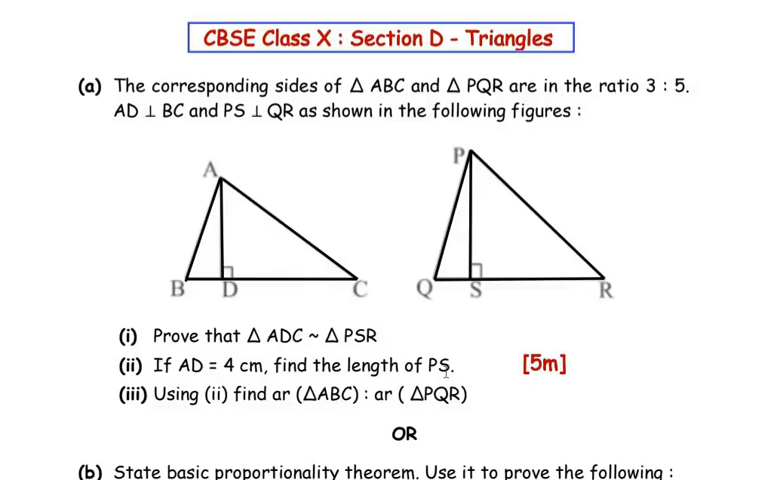 CBSE Class X : Section D - Triangles
(a) The corresponding sides of Δ ABC and Δ PQR are in the ratio 3 : 5.
AD ⊥ BC and PS ⊥ QR as shown in the following figures :
A
P
B D C
Q S R
(i) Prove that Δ ADC ~ Δ PSR
(ii) If AD = 4 cm, find the length of PS. [5m]
(iii) Using (ii) find ar (ΔABC) : ar ( ΔPQR)
OR
(b) State basic proportionality theorem. Use it to prove the following :